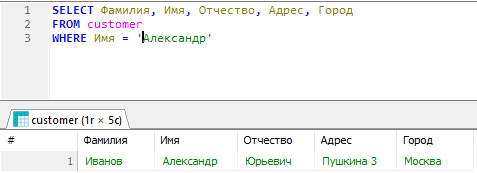 1 SELECT Фамилия, Имя, Отчество, Адрес, Город
2 FROM customer
3 WHERE Имя = 'Александр'
customer (1r × 5c)
# Фамилия Имя Отчество Адрес Город
1 Иванов Александр Юрьевич Пушкина 3 Москва